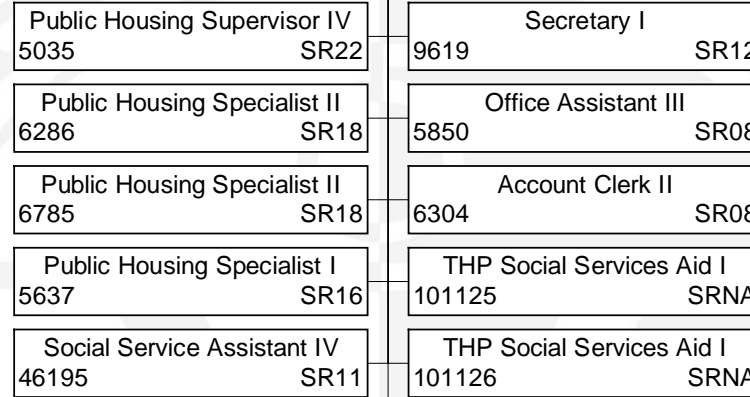 Public Housing Supervisor IV
5035 SR22
Secretary I
9619 SR12
Public Housing Specialist II
6286 SR18
Office Assistant III
5850 SR08
Public Housing Specialist II
6785 SR18
Account Clerk II
6304 SR08
Public Housing Specialist I
5637 SR16
THP Social Services Aid I
101125 SRNA
Social Service Assistant IV
46195 SR11
THP Social Services Aid I
101126 SRNA